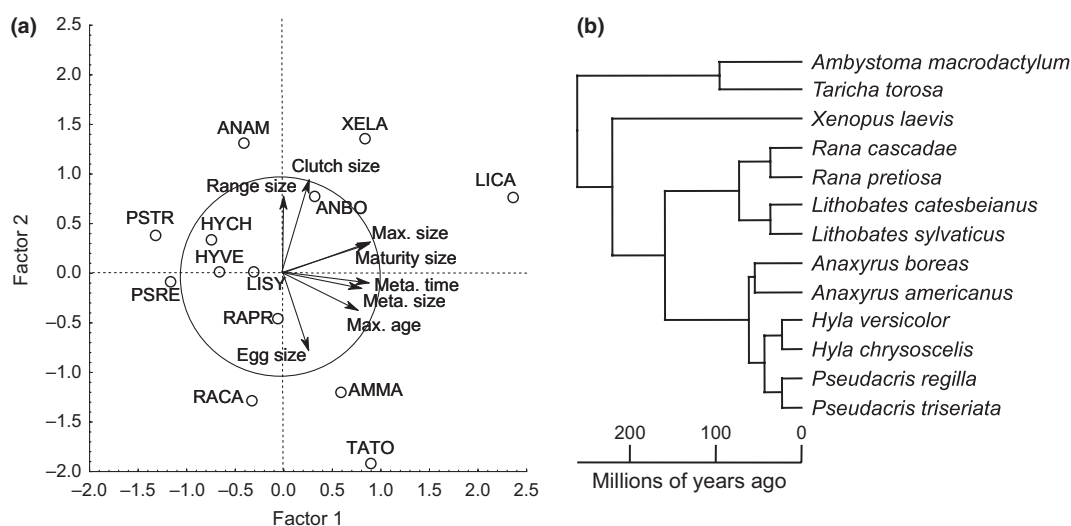 (a)
2.5
2.0
1.5
1.0
0.5
0.0
–0.5
–1.0
–1.5
–2.0
Factor 2
ANAM
XELA
Clutch size
Range size
LICA
ANBO
PSTR
HYCH
Max. size
HYVE
Maturity size
LISY
Meta. time
PSRE
Meta. size
RAPR
Max. age
Egg size
RACA
AMMA
TATO
–2.0 –1.5 –1.0 –0.5 0.0 0.5 1.0 1.5 2.0 2.5
Factor 1
(b)
Ambystoma macrodactylum
Taricha torosa
Xenopus laevis
Rana cascadae
Rana pretiosa
Lithobates catesbeianus
Lithobates sylvaticus
Anaxyrus boreas
Anaxyrus americanus
Hyla versicolor
Hyla chrysoscelis
Pseudacris regilla
Pseudacris triseriata
200 100 0
Millions of years ago